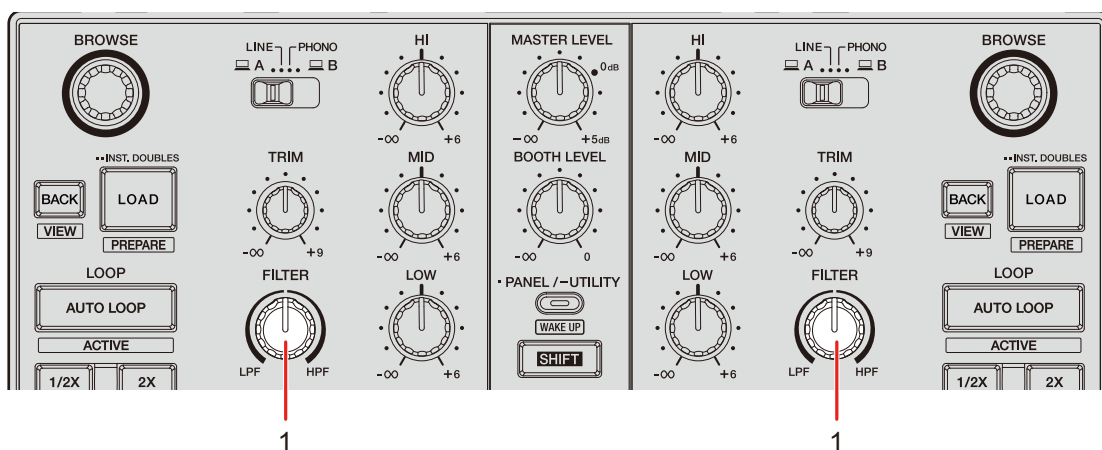 BROWSE
LINE PHONO
A B
HI
-∞ +6
MASTER LEVEL
0dB
-∞ +5dB
HI
-∞ +6
LINE PHONO
A B
BROWSE
INST. DOUBLES
BACK
LOAD
VIEW
PREPARE
TRIM
-∞ +9
MID
-∞ +6
BOOTH LEVEL
-∞ 0
MID
-∞ +6
TRIM
-∞ +9
INST. DOUBLES
BACK
LOAD
VIEW
PREPARE
LOOP
AUTO LOOP
ACTIVE
1/2X 2X
FILTER
LPF HPF
LOW
-∞ +6
PANEL /–UTILITY
WAKE UP
SHIFT
LOW
-∞ +6
FILTER
LPF HPF
LOOP
AUTO LOOP
ACTIVE
1/2X 2X
1
1